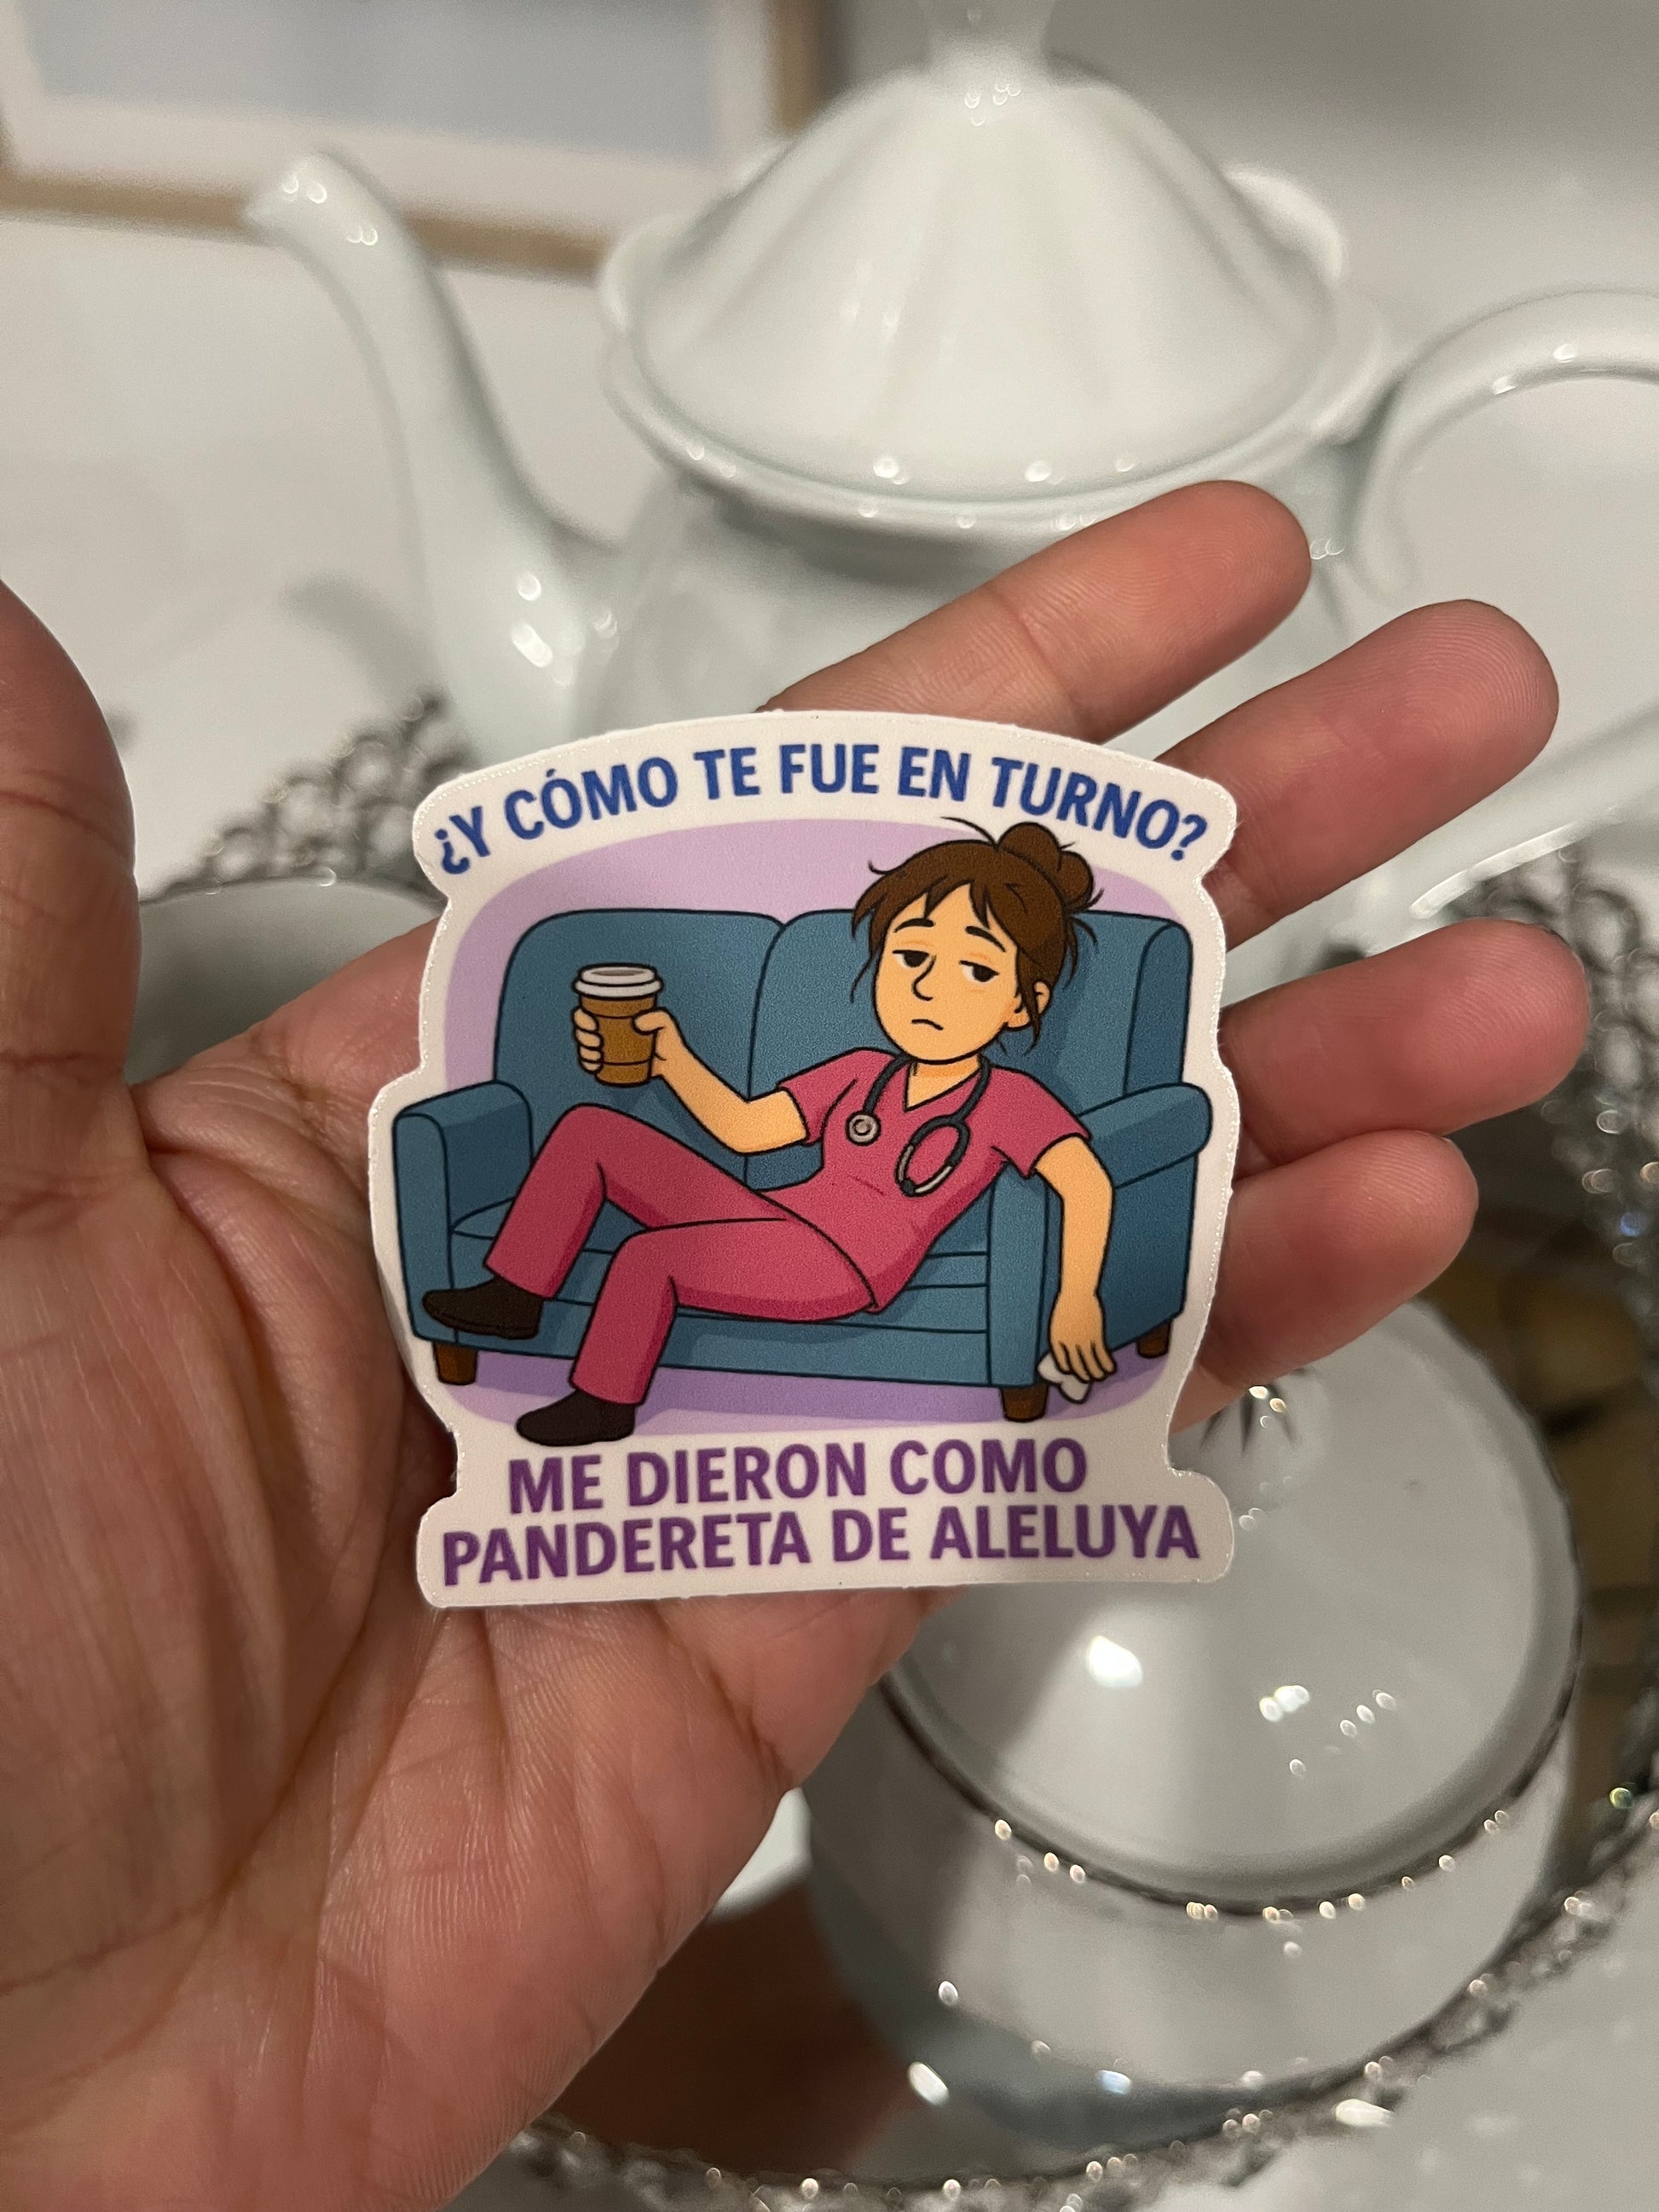 ¿Y CÓMO TE FUE EN TURNO?
ME DIERON COMO
PANDERETA DE ALELUYA